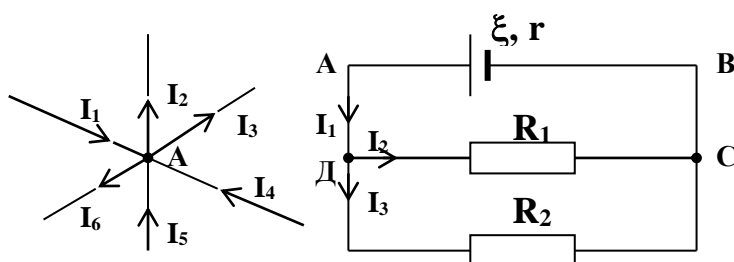 ξ, r
А
В
I₂
I₁
I₃
I₁
R₁
I₂
А
С
Д
I₄
I₃
I₆
R₂
I₅